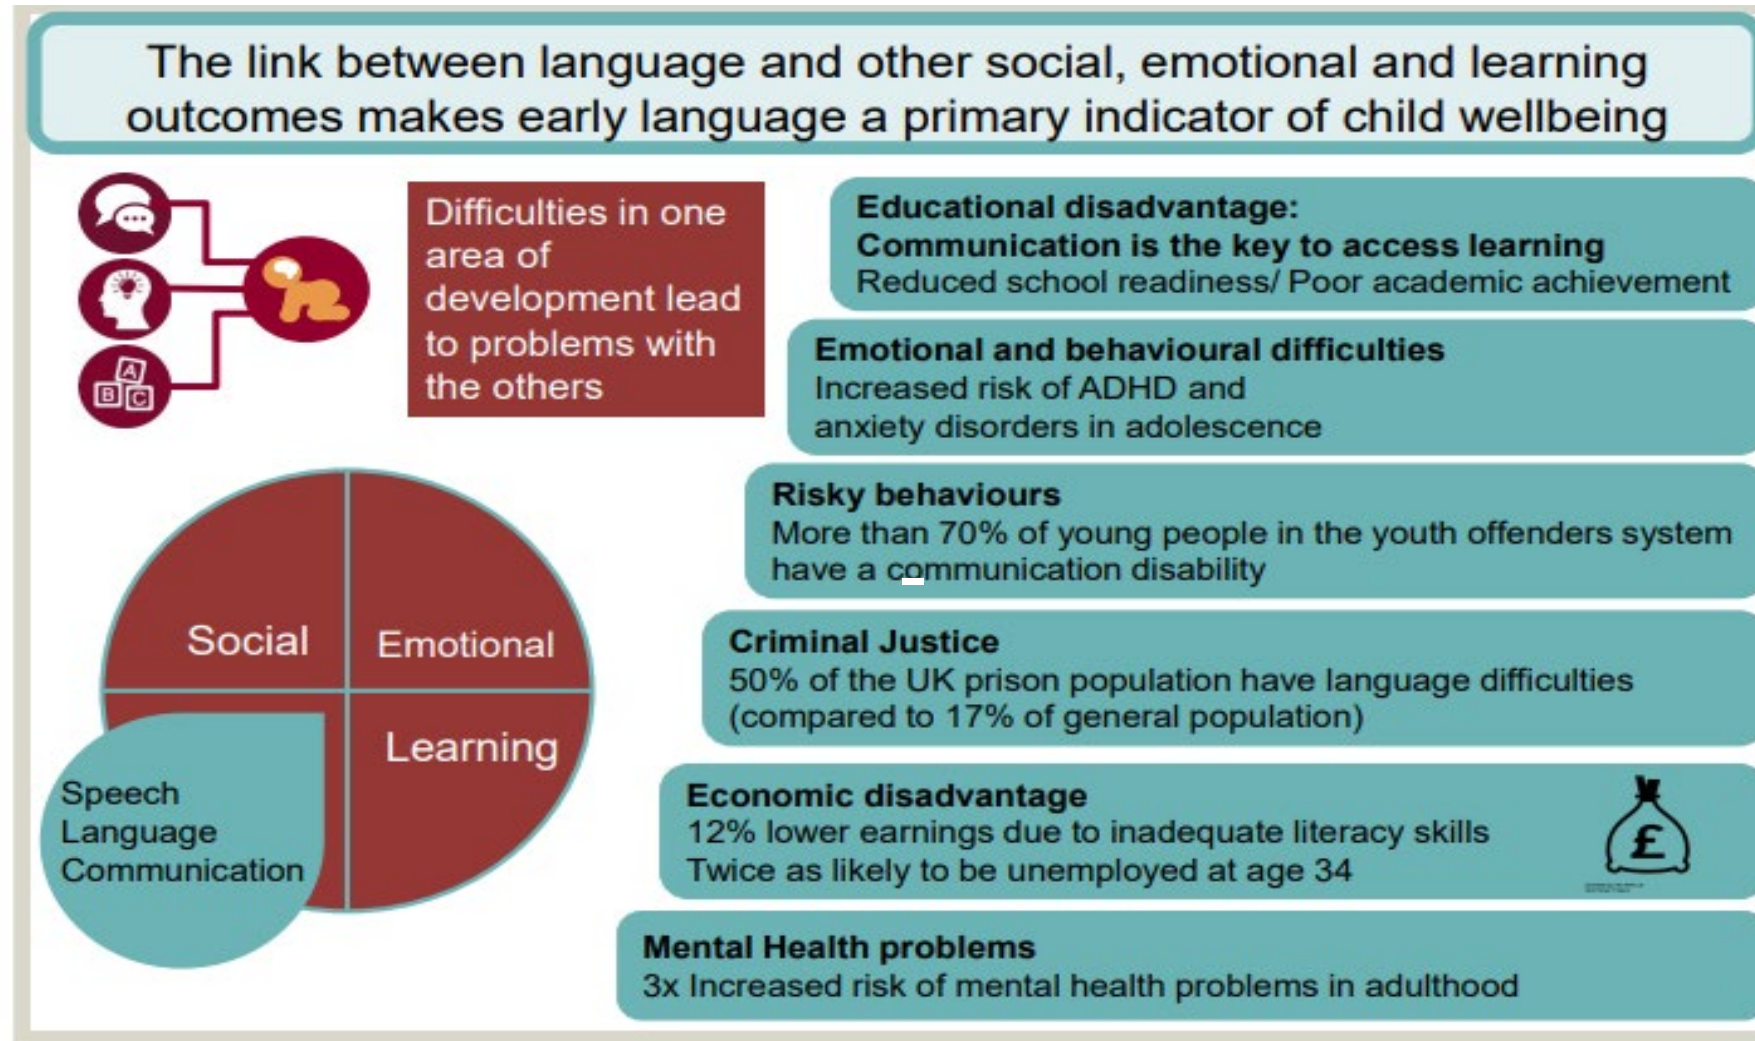 The link between language and other social, emotional and learning
outcomes makes early language a primary indicator of child wellbeing
A
B C
Difficulties in one
area of
development lead
to problems with
the others
Educational disadvantage:
Communication is the key to access learning
Reduced school readiness/ Poor academic achievement
Emotional and behavioural difficulties
Increased risk of ADHD and
anxiety disorders in adolescence
Risky behaviours
More than 70% of young people in the youth offenders system
have a communication disability
Social
Emotional
Learning
Speech
Language
Communication
Criminal Justice
50% of the UK prison population have language difficulties
(compared to 17% of general population)
Economic disadvantage
12% lower earnings due to inadequate literacy skills
Twice as likely to be unemployed at age 34
£
Mental Health problems
3x Increased risk of mental health problems in adulthood